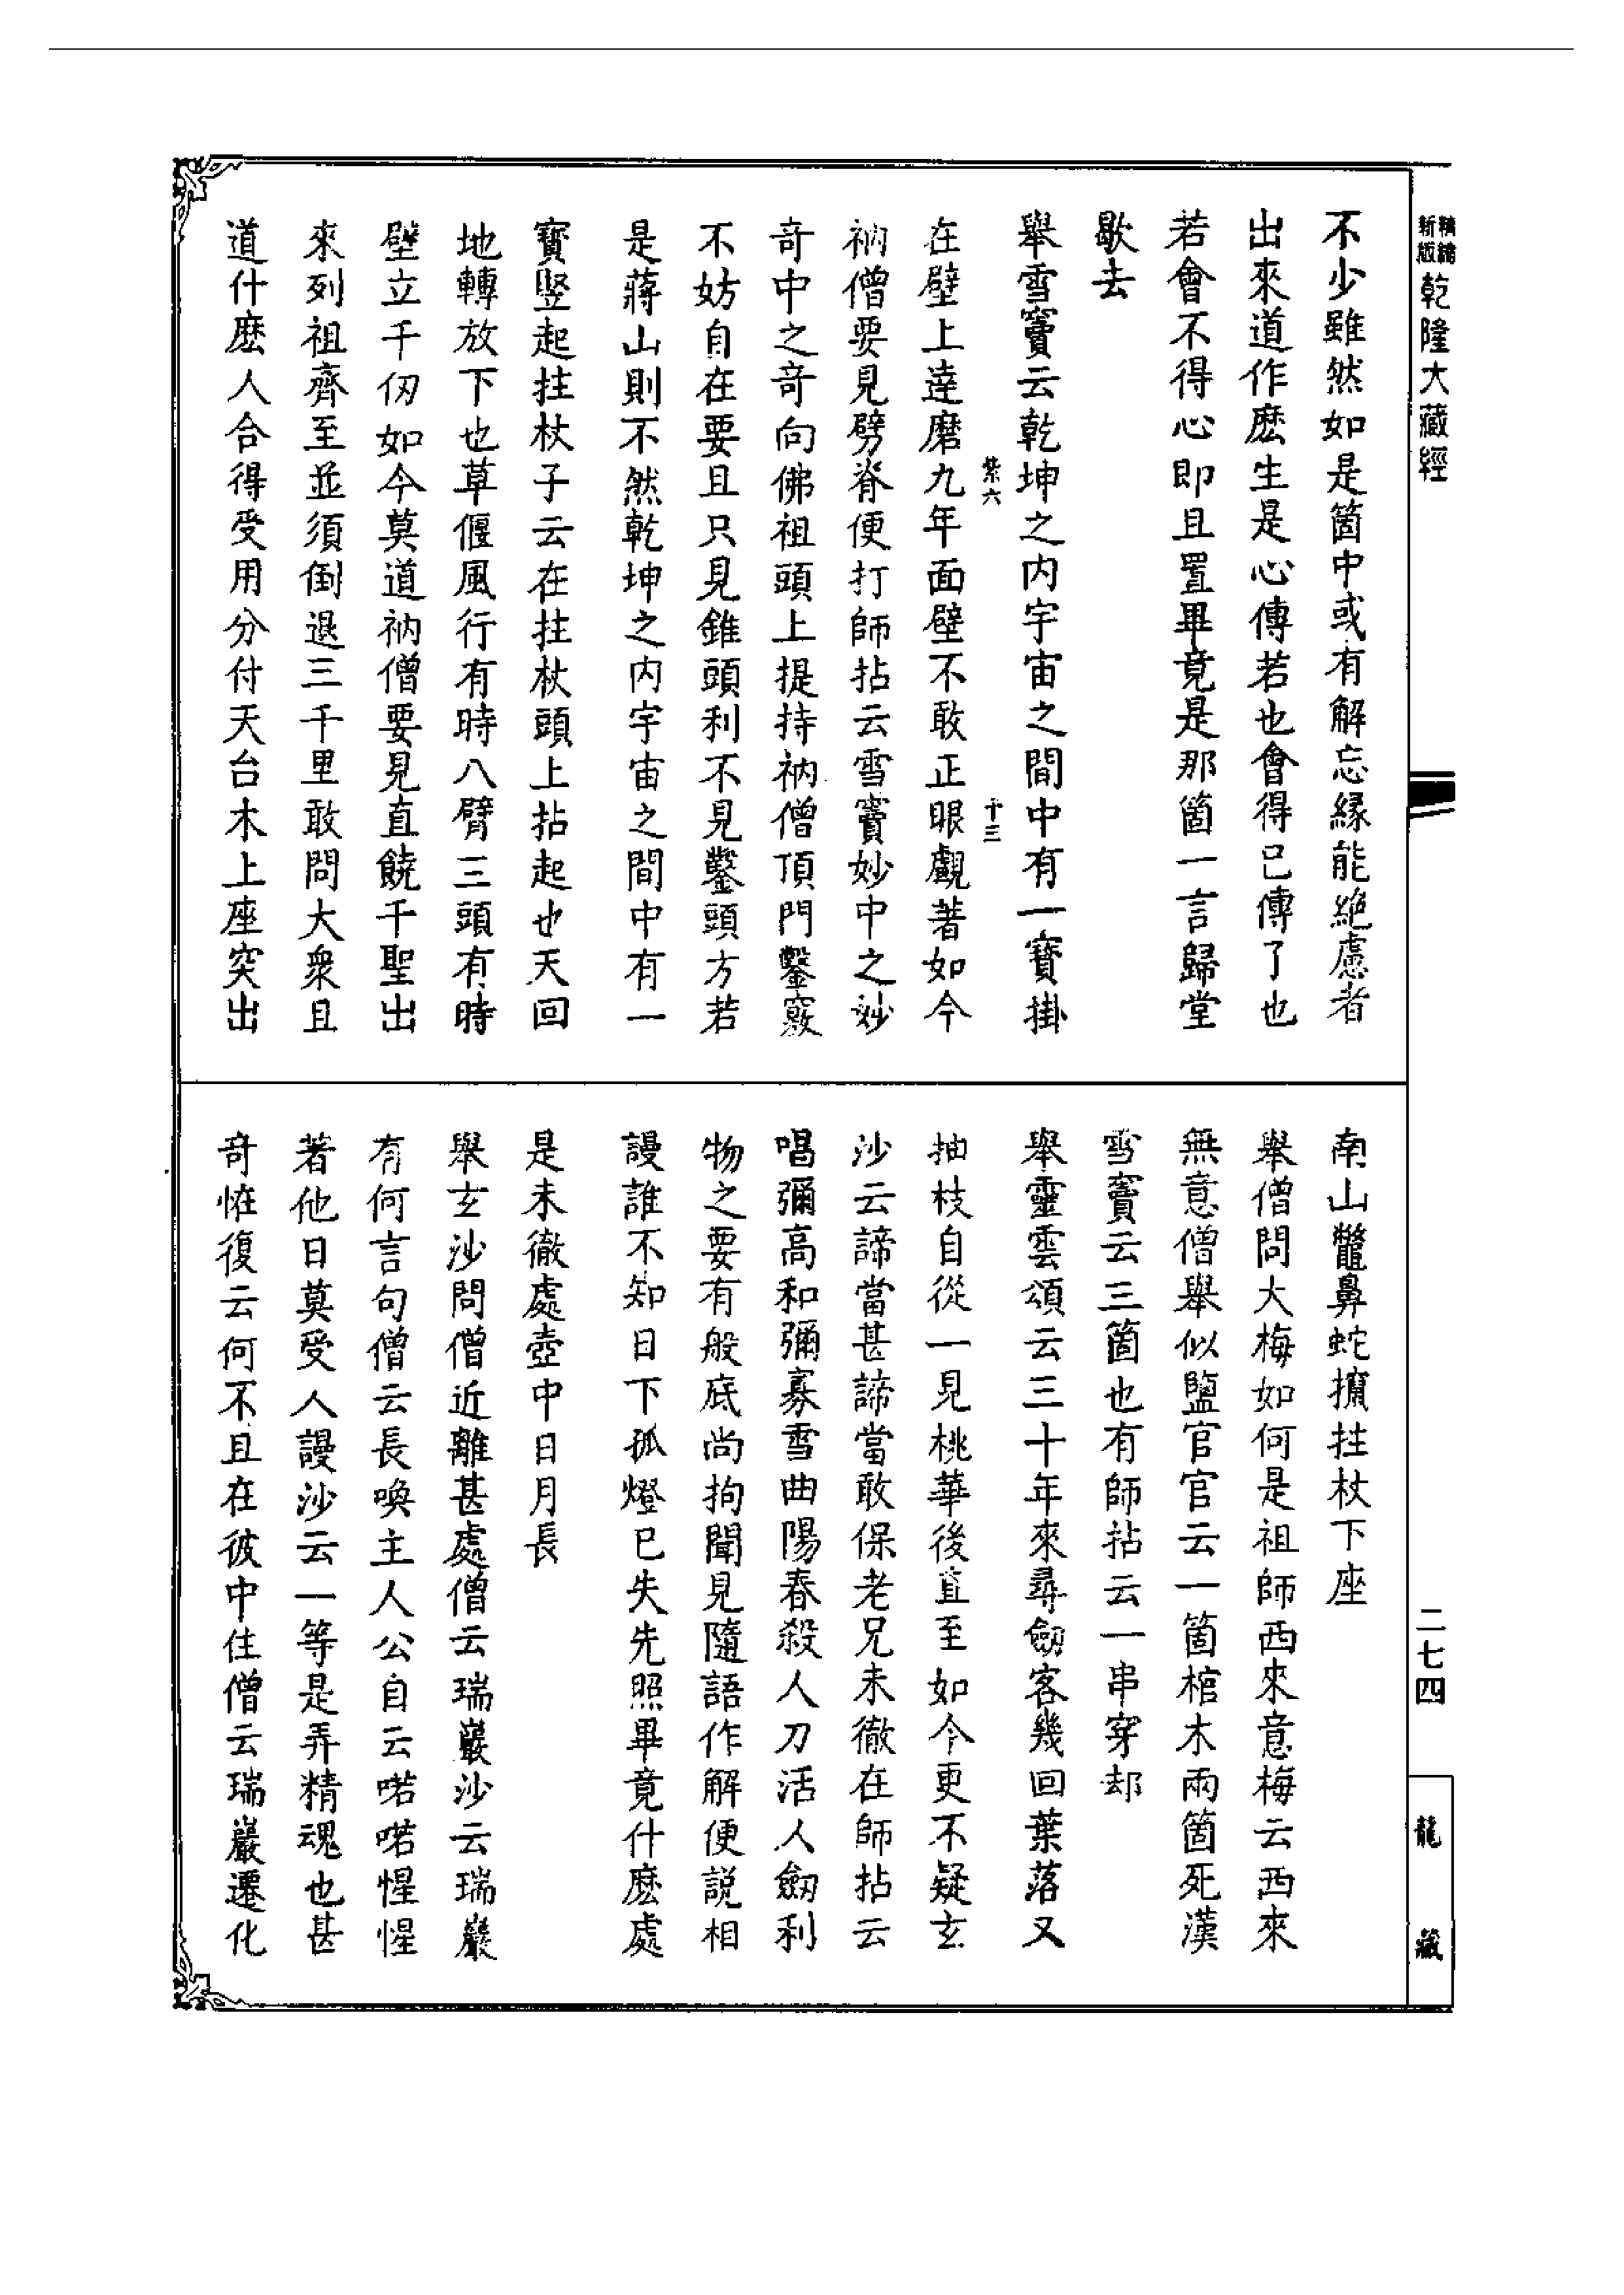 精編新版
乾隆大藏經
不少雖然如是箇中或有解忘緣能絕慮者
出來道作麽生是心傳若也會得已傳了也
若會不得心即且置畢竟是那箇一言歸堂
歇去
舉雪竇云乾坤之内宇宙之間中有一寶掛
紫六
十三
在壁上達磨九年面壁不敢正眼覷著如今
衲僧要見劈脊便打師拈云雪竇妙中之妙
奇中之奇向佛祖頭上提持衲僧頂門鑿竅
不妨自在要且只見錐頭利不見鑿頭方若
是蔣山則不然乾坤之内宇宙之間中有一
寶竪起拄杖子云在拄杖頭上拈起也天回
地轉放下也草偃風行有時八臂三頭有時
壁立千仞如今莫道衲僧要見直饒千聖出
來列祖齊至並須倒退三千里敢問大衆且
道什麽人合得受用分付天台木上座突出
南山鼈鼻蛇擲拄杖下座
舉僧問大梅如何是祖師西來意梅云西來
無意僧舉似鹽官官云一箇棺木兩箇死漢
雪竇云三箇也有師拈云一串穿却
舉靈雲頌云三十年來尋劒客幾回葉落又
抽枝自從一見桃華後直至如今更不疑玄
沙云諦當甚諦當敢保老兄未徹在師拈云
唱彌高和彌寡雪曲陽春殺人刀活人劒利
物之要有般底尚拘聞見隨語作解便説相
謾誰不知日下孤燈已失先照畢竟什麽處
是未徹處壺中日月長
舉玄沙問僧近離甚處僧云瑞巖沙云瑞巖
有何言句僧云長喚主人公自云喏喏惺惺
著他日莫受人謾沙云一等是弄精魂也甚
奇恠復云何不且在彼中住僧云瑞巖遷化
二七四
龍藏